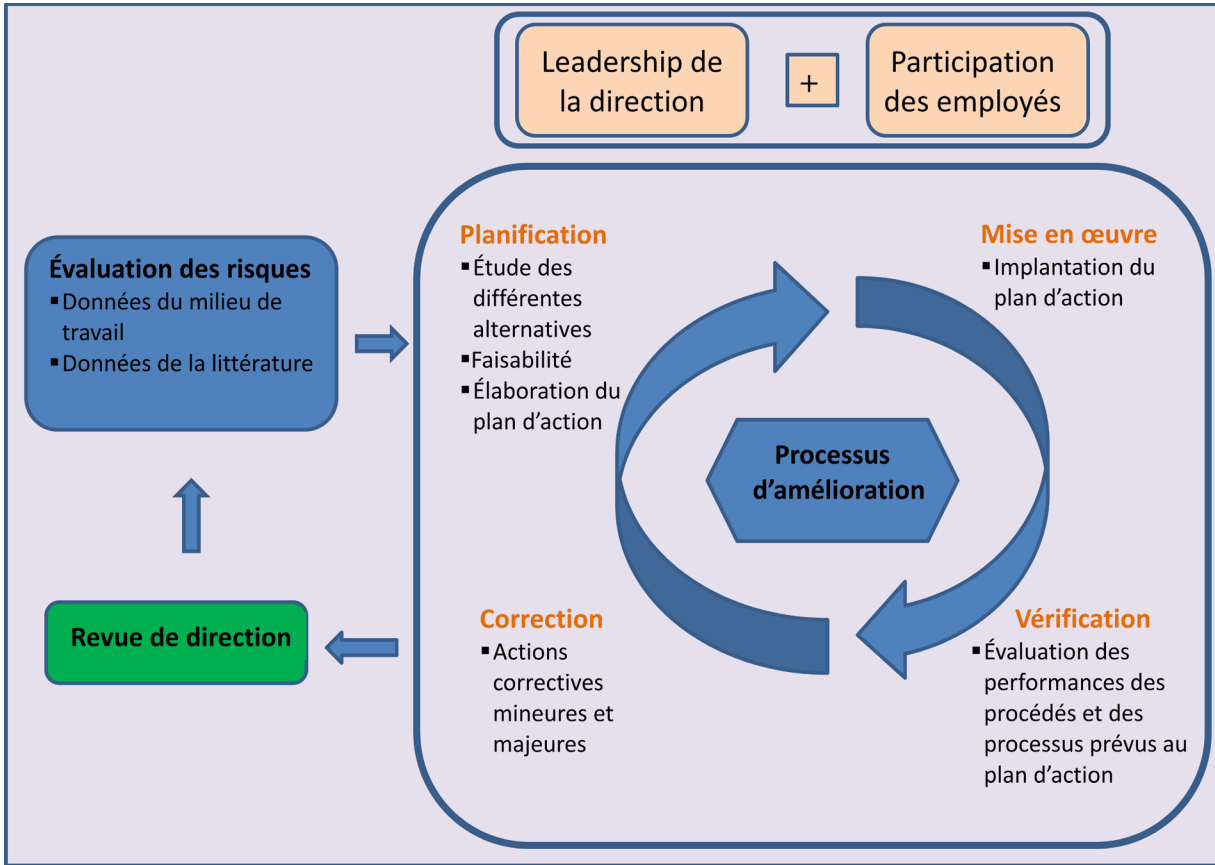 Leadership de
la direction
+
Participation
des employés
Évaluation des risques
▪Données du milieu de
travail
▪Données de la littérature
Revue de direction
Planification
▪Étude des
différentes
alternatives
▪Faisabilité
▪Élaboration du
plan d’action
Mise en œuvre
▪Implantation du
plan d’action
Processus
d’amélioration
Correction
▪Actions
correctives
mineures et
majeures
Vérification
▪Évaluation des
performances des
procédés et des
processus prévus au
plan d’action